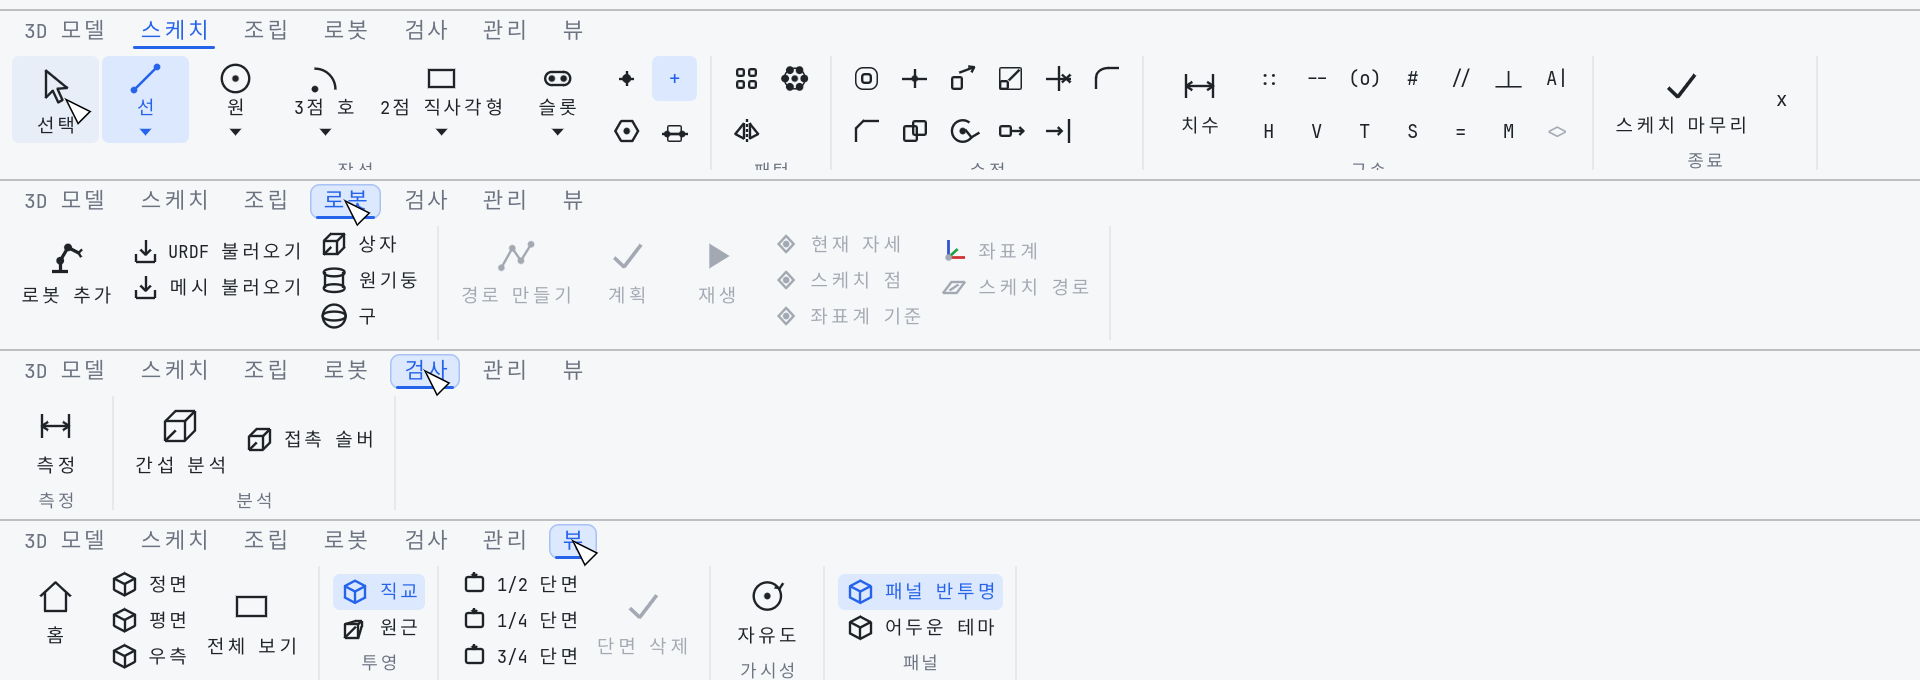 3D 모델 스케치 조립 로봇 검사 관리 뷰
선택 선 원 3점 호 2점 직사각형 슬롯
+
:: -- (o) # // ⊥ A|
치수 H V T S = M <>
스케치 마무리 x
작성 패턴 수정 구속 종료
3D 모델 스케치 조립 로봇 검사 관리 뷰
로봇 추가
URDF 불러오기
메시 불러오기
상자
원기둥
구
경로 만들기 계획 재생
현재 자세
스케치 점
좌표계 기준
좌표계
스케치 경로
3D 모델 스케치 조립 로봇 검사 관리 뷰
측정 간섭 분석 접촉 솔버
측정 분석
3D 모델 스케치 조립 로봇 검사 관리 뷰
홈
정면
평면
우측
전체 보기
직교
원근
투영
1/2 단면
1/4 단면
3/4 단면
단면 삭제
자유도
가시성
패널 반투명
어두운 테마
패널